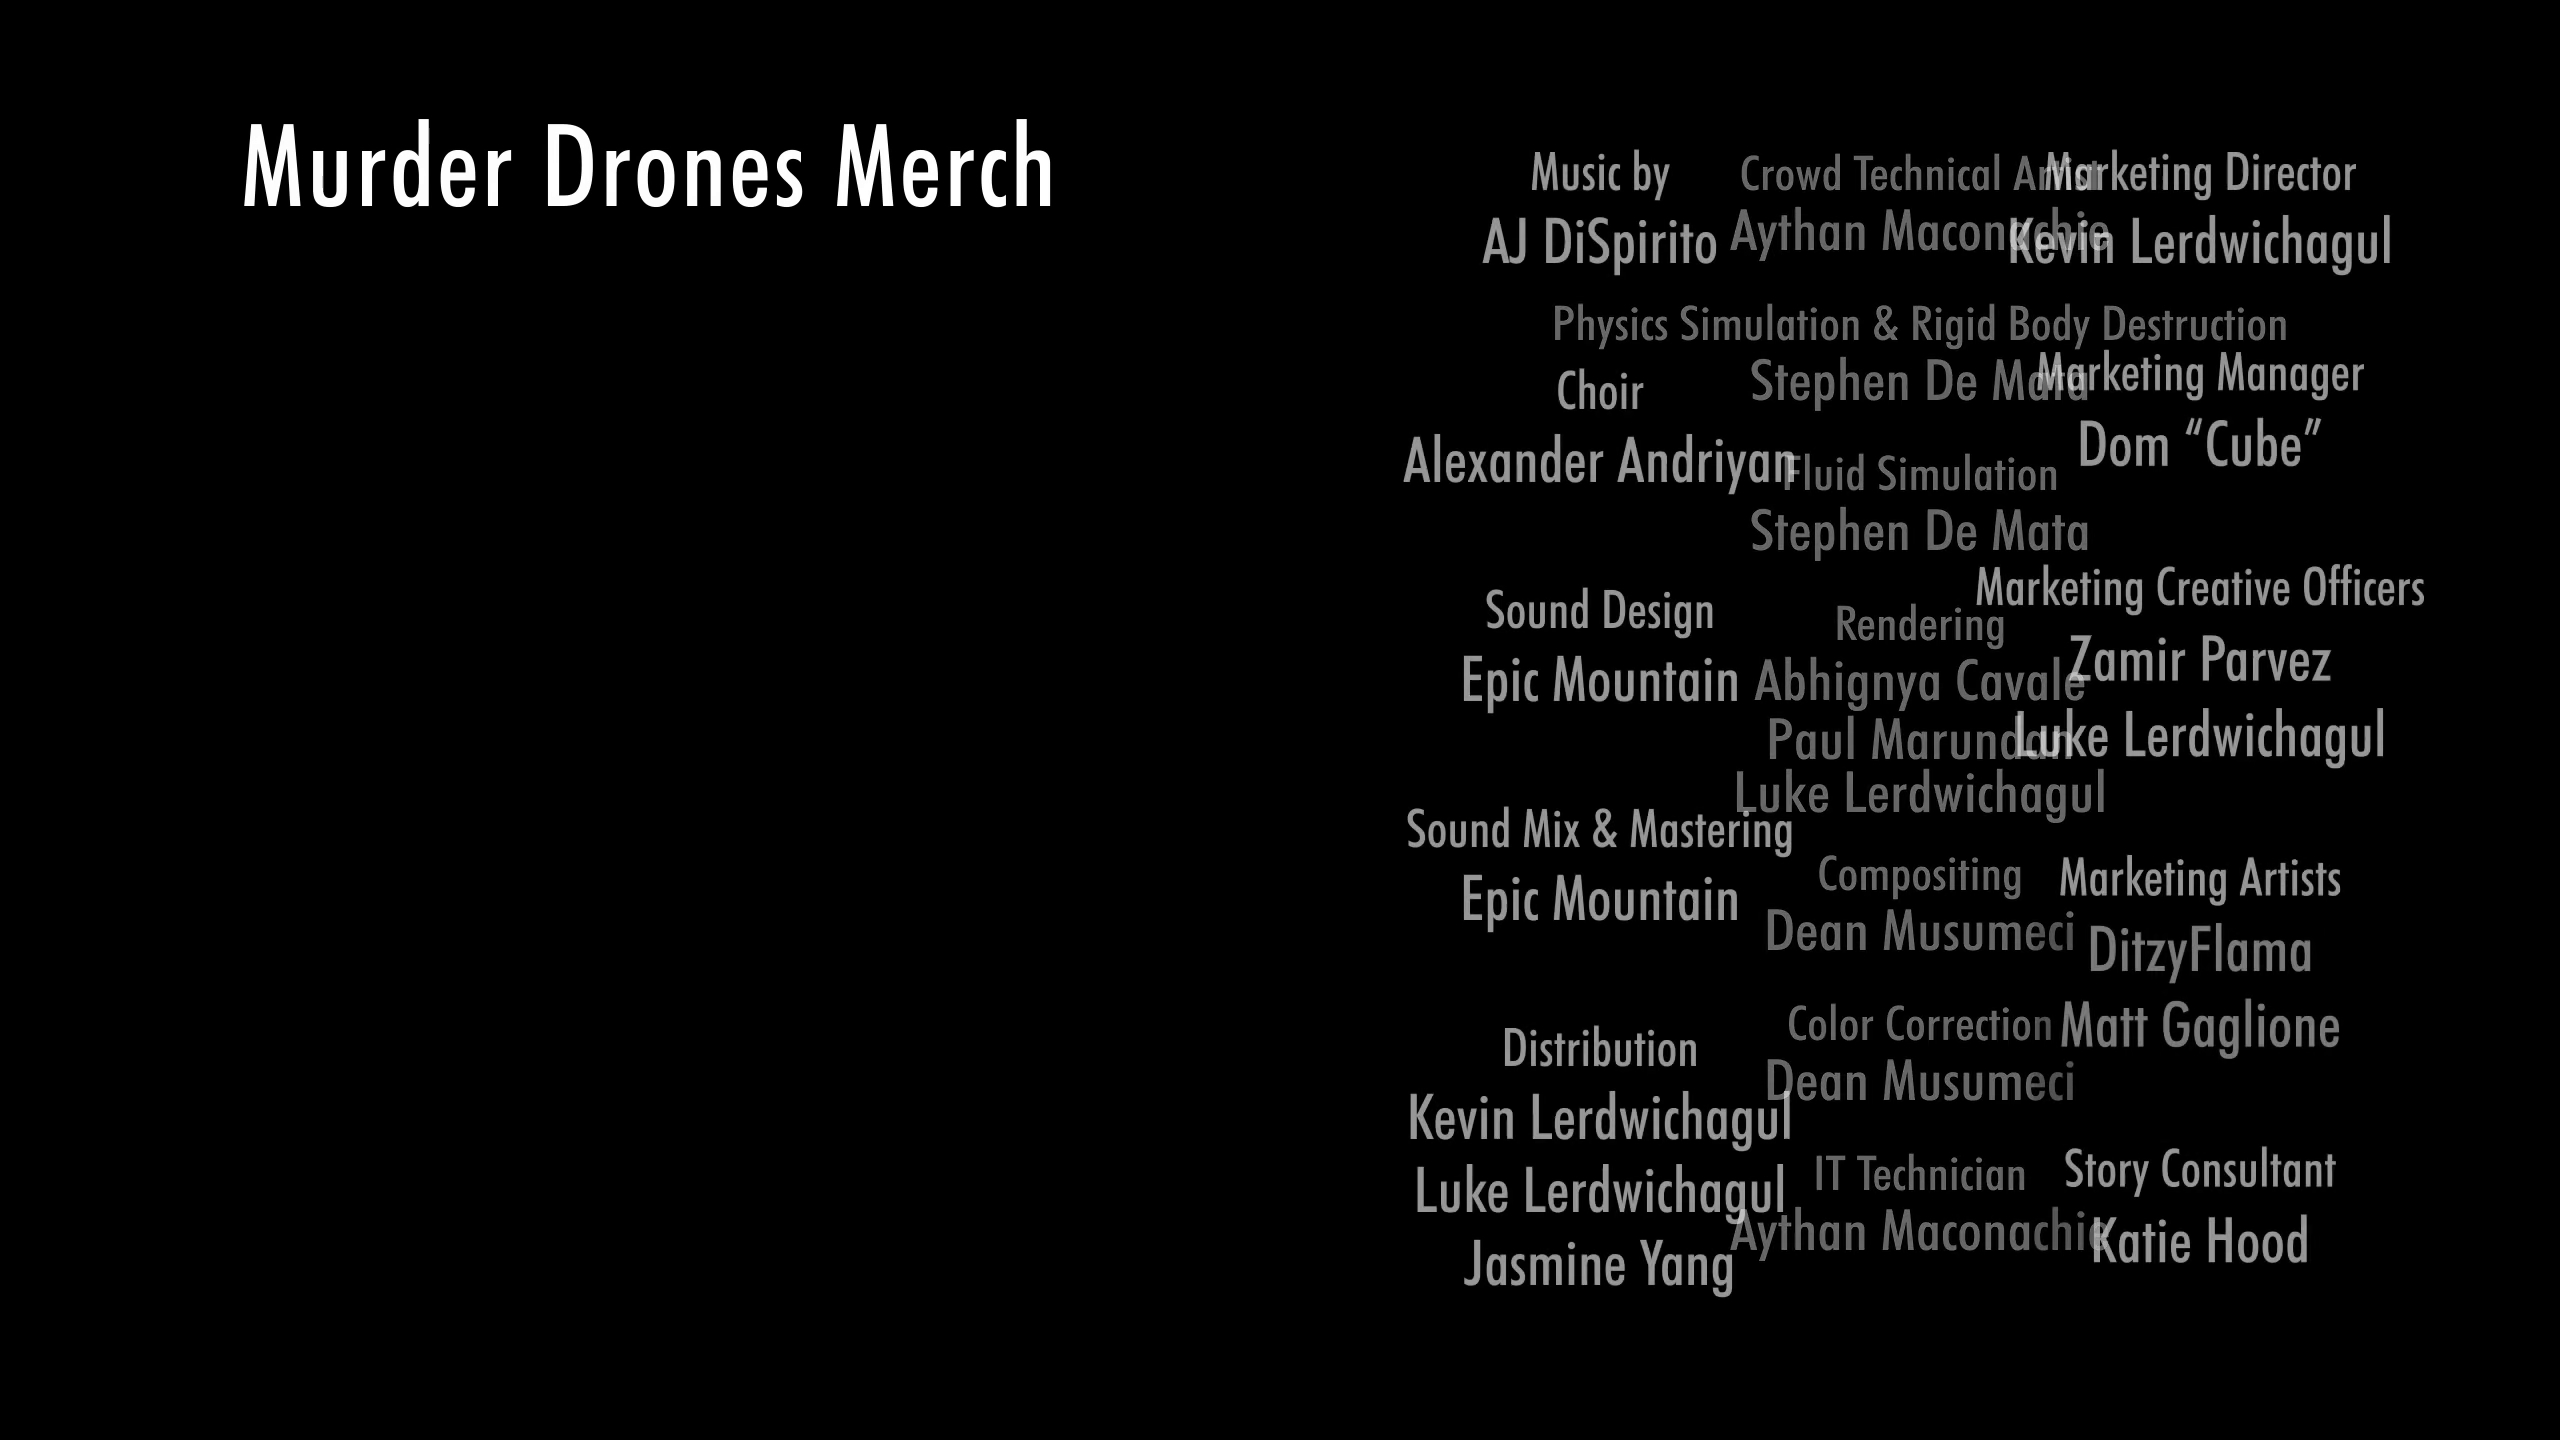 Murder Drones Merch
Music by
AJ DiSpirito
Choir
Alexander Andriyan
Sound Design
Epic Mountain
Sound Mix & Mastering
Epic Mountain
Distribution
Kevin Lerdwichagul
Luke Lerdwichagul
Jasmine Yang
Crowd Technical Artist
Aythan Maconachie
Physics Simulation & Rigid Body Destruction
Stephen De Mata
Fluid Simulation
Stephen De Mata
Rendering
Abhignya Cavale
Paul Marundan
Luke Lerdwichagul
Compositing
Dean Musumeci
Color Correction
Dean Musumeci
IT Technician
Aythan Maconachie
Marketing Director
Kevin Lerdwichagul
Marketing Manager
Dom “Cube”
Marketing Creative Officers
Zamir Parvez
Luke Lerdwichagul
Marketing Artists
DitzyFlama
Matt Gaglione
Story Consultant
Katie Hood